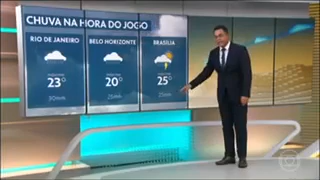 CHUVA NA HORA DO JOGO
RIO DE JANEIRO BELO HORIZONTE BRASÍLIA
23° 20° 25°